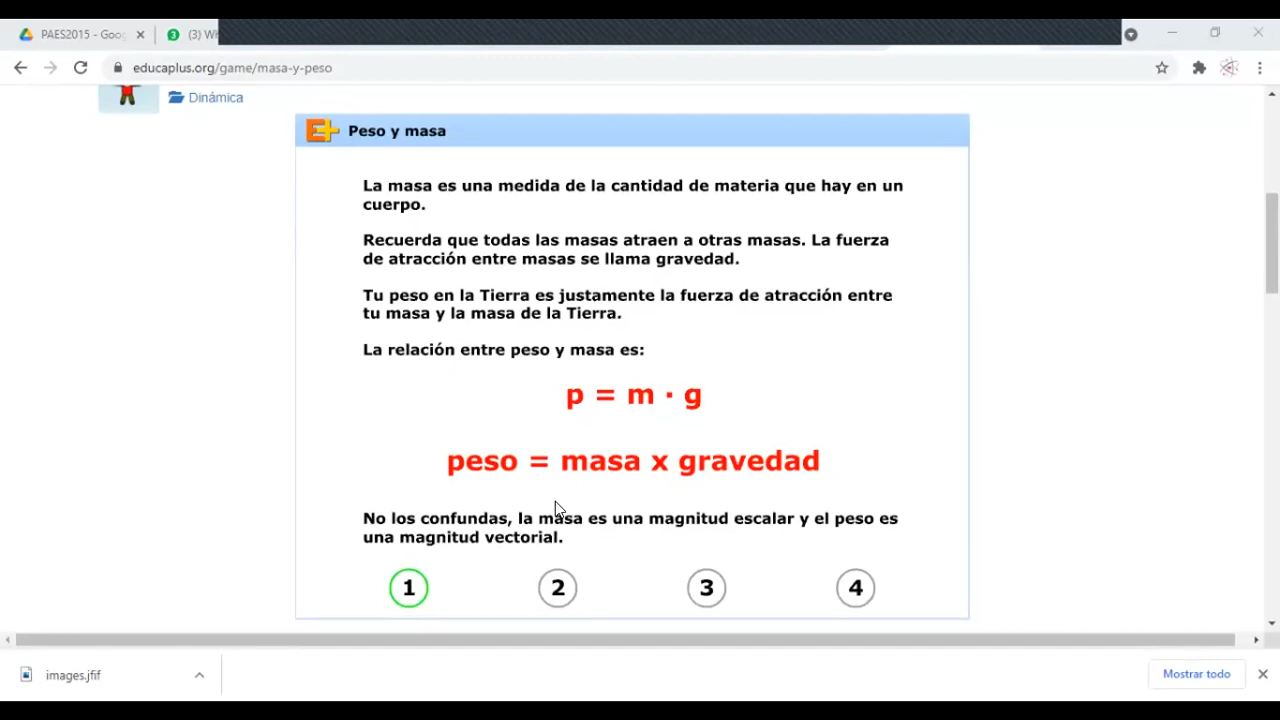 PAES2015 - Goo
3 (3) W
educaplus.org/game/masa-y-peso
Dinámica
E+ Peso y masa
La masa es una medida de la cantidad de materia que hay en un
cuerpo.
Recuerda que todas las masas atraen a otras masas. La fuerza
de atracción entre masas se llama gravedad.
Tu peso en la Tierra es justamente la fuerza de atracción entre
tu masa y la masa de la Tierra.
La relación entre peso y masa es:
p = m · g
peso = masa x gravedad
No los confundas, la masa es una magnitud escalar y el peso es
una magnitud vectorial.
1 2 3 4
images.jfif
Mostrar todo